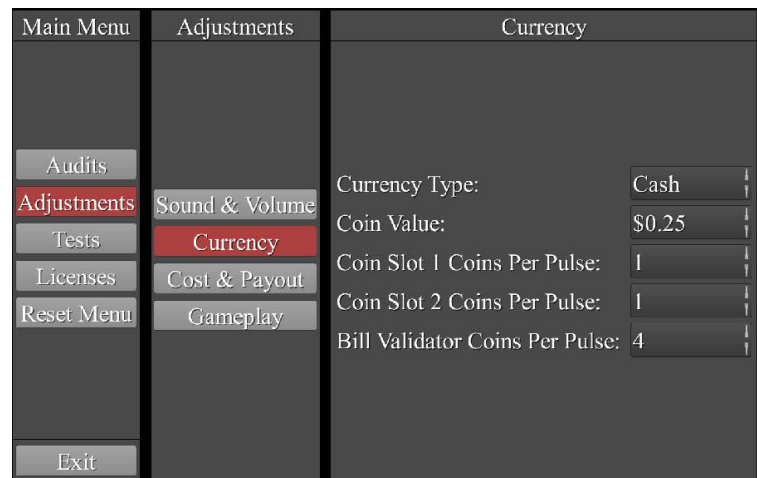 Main Menu
Audits
Adjustments
Tests
Licenses
Reset Menu
Exit
Adjustments
Sound & Volume
Currency
Cost & Payout
Gameplay
Currency
Currency Type: Cash
Coin Value: $0.25
Coin Slot 1 Coins Per Pulse: 1
Coin Slot 2 Coins Per Pulse: 1
Bill Validator Coins Per Pulse: 4